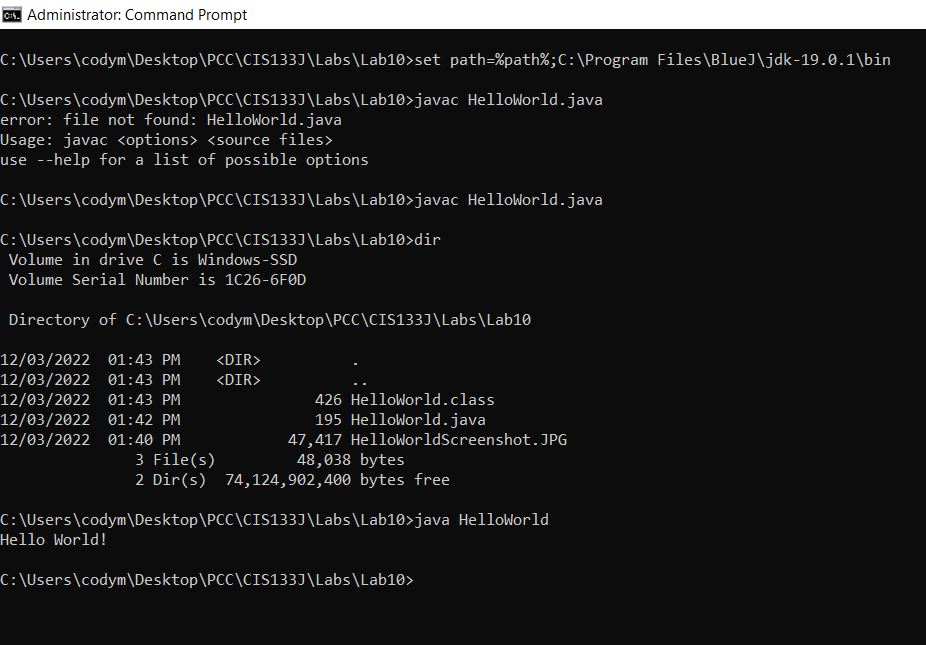 Administrator: Command Prompt
C:\Users\codym\Desktop\PCC\CIS133J\Labs\Lab10>set path=%path%;C:\Program Files\BlueJ\jdk-19.0.1\bin
C:\Users\codym\Desktop\PCC\CIS133J\Labs\Lab10>javac HelloWorld.java
error: file not found: HelloWorld.java
Usage: javac <options> <source files>
use --help for a list of possible options
C:\Users\codym\Desktop\PCC\CIS133J\Labs\Lab10>javac HelloWorld.java
C:\Users\codym\Desktop\PCC\CIS133J\Labs\Lab10>dir
 Volume in drive C is Windows-SSD
 Volume Serial Number is 1C26-6F0D
 Directory of C:\Users\codym\Desktop\PCC\CIS133J\Labs\Lab10
12/03/2022  01:43 PM    <DIR>          .
12/03/2022  01:43 PM    <DIR>          ..
12/03/2022  01:43 PM               426 HelloWorld.class
12/03/2022  01:42 PM               195 HelloWorld.java
12/03/2022  01:40 PM            47,417 HelloWorldScreenshot.JPG
               3 File(s)         48,038 bytes
               2 Dir(s)  74,124,902,400 bytes free
C:\Users\codym\Desktop\PCC\CIS133J\Labs\Lab10>java HelloWorld
Hello World!
C:\Users\codym\Desktop\PCC\CIS133J\Labs\Lab10>